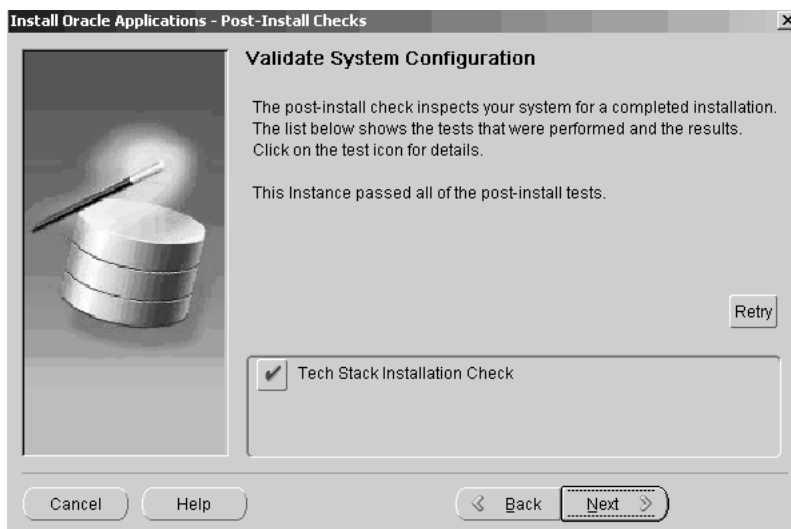 Install Oracle Applications - Post-Install Checks
Validate System Configuration
The post-install check inspects your system for a completed installation.
The list below shows the tests that were performed and the results.
Click on the test icon for details.
This Instance passed all of the post-install tests.
Retry
Tech Stack Installation Check
Cancel Help Back Next